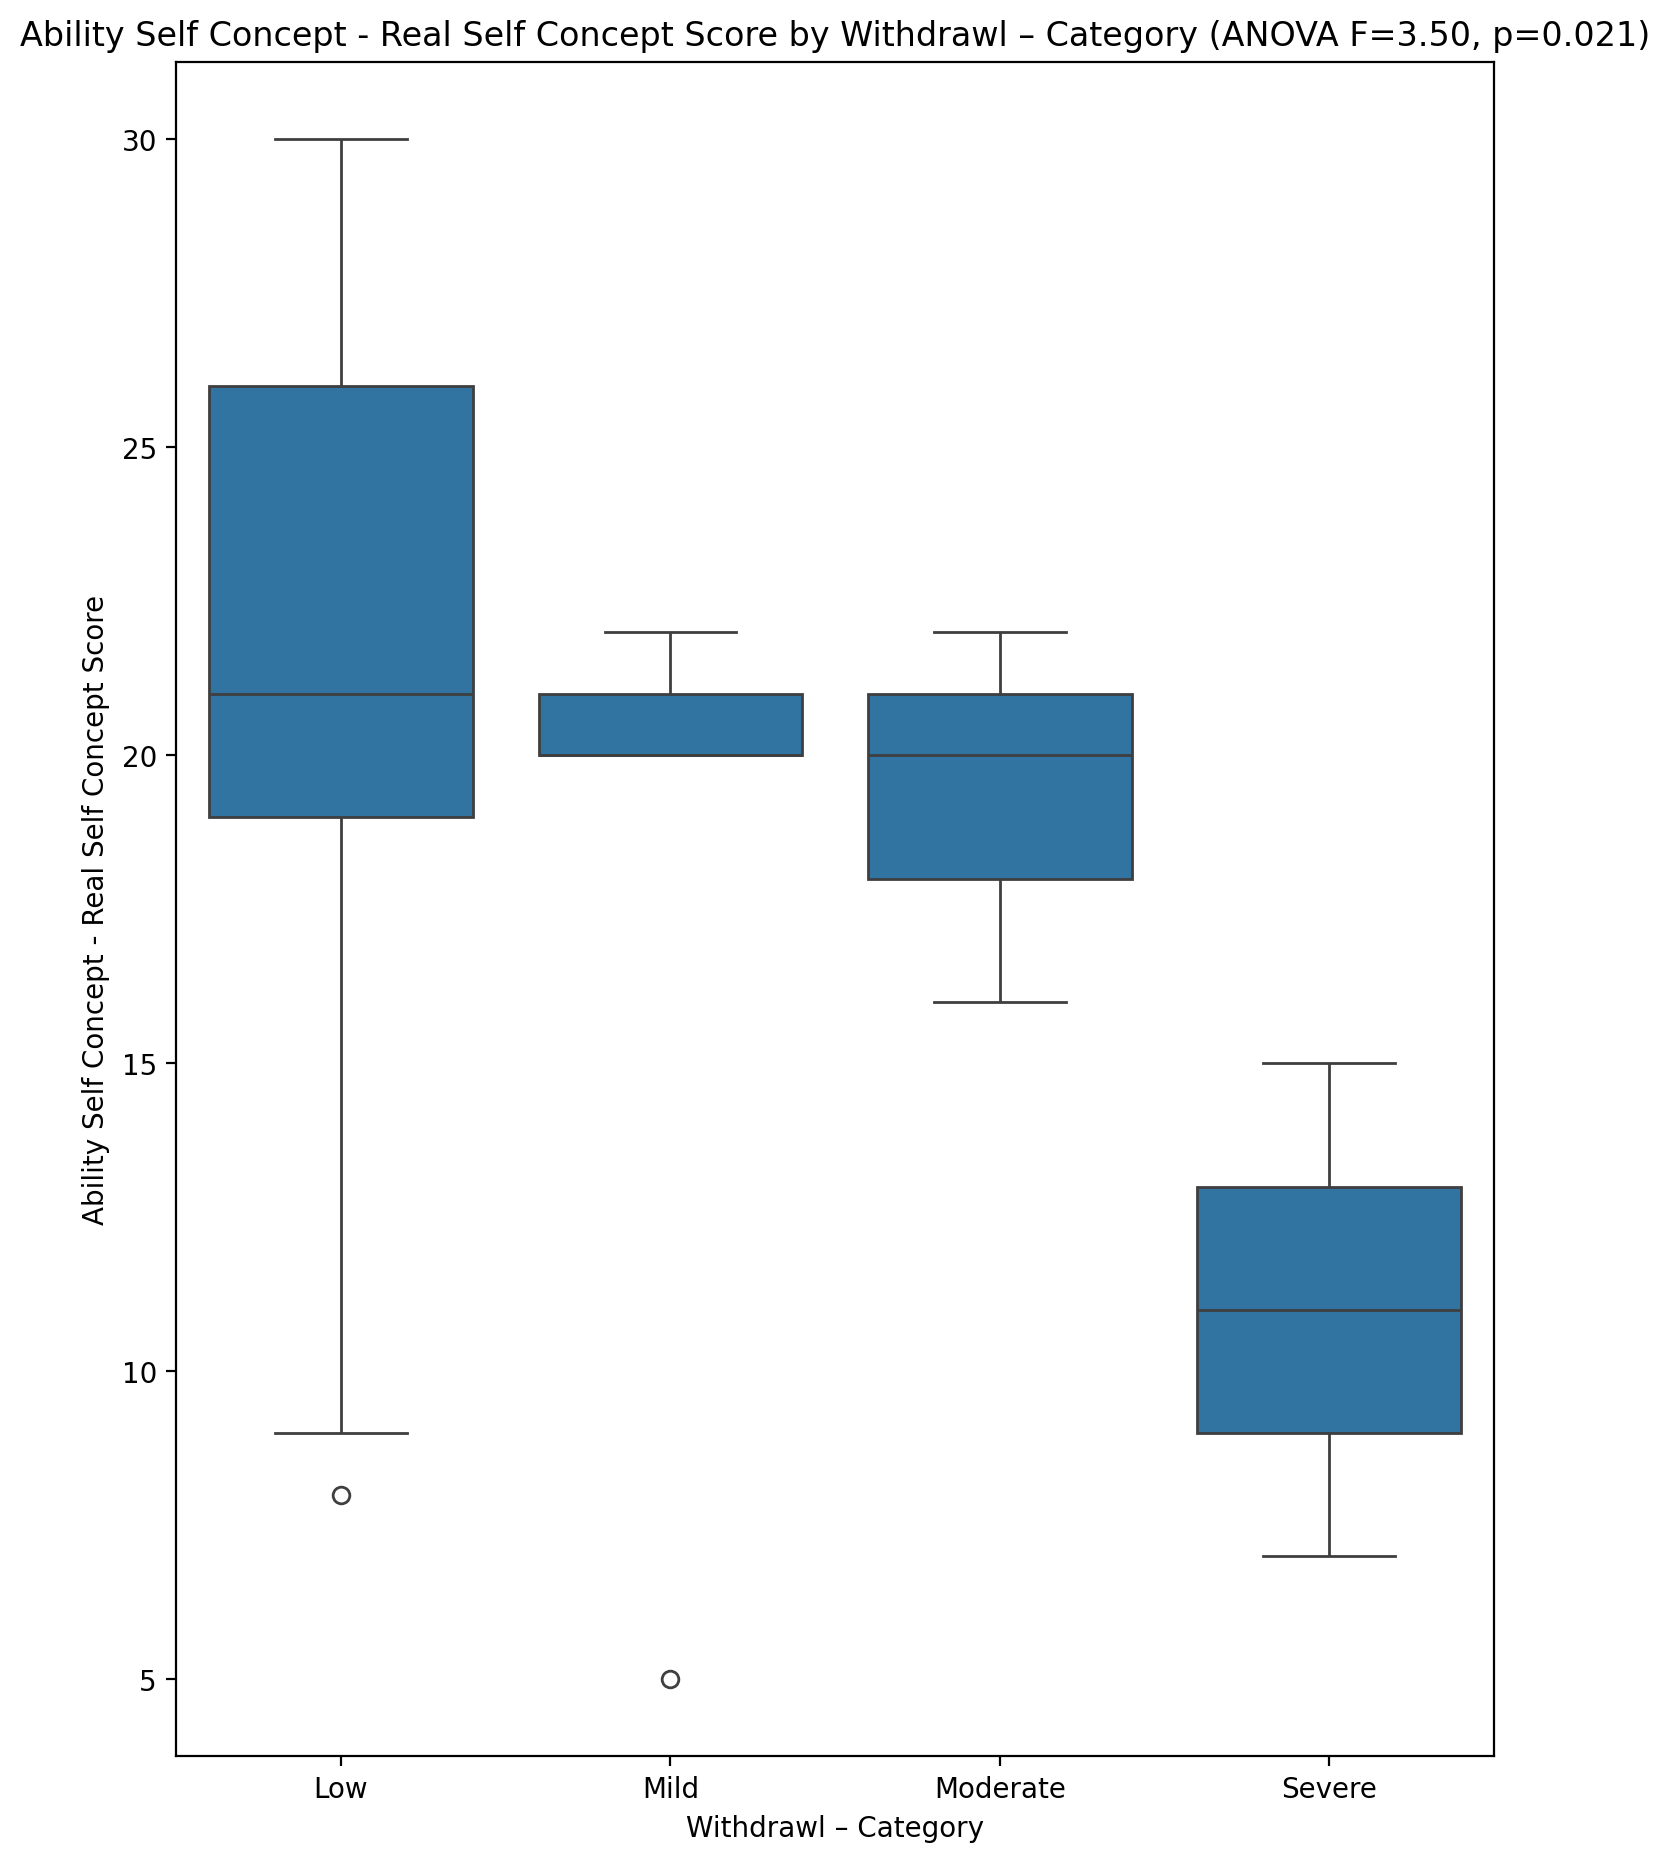 Ability Self Concept - Real Self Concept Score by Withdrawl – Category (ANOVA F=3.50, p=0.021)
30
25
20
15
10
5
Ability Self Concept - Real Self Concept Score
Low Mild Moderate Severe
Withdrawl – Category